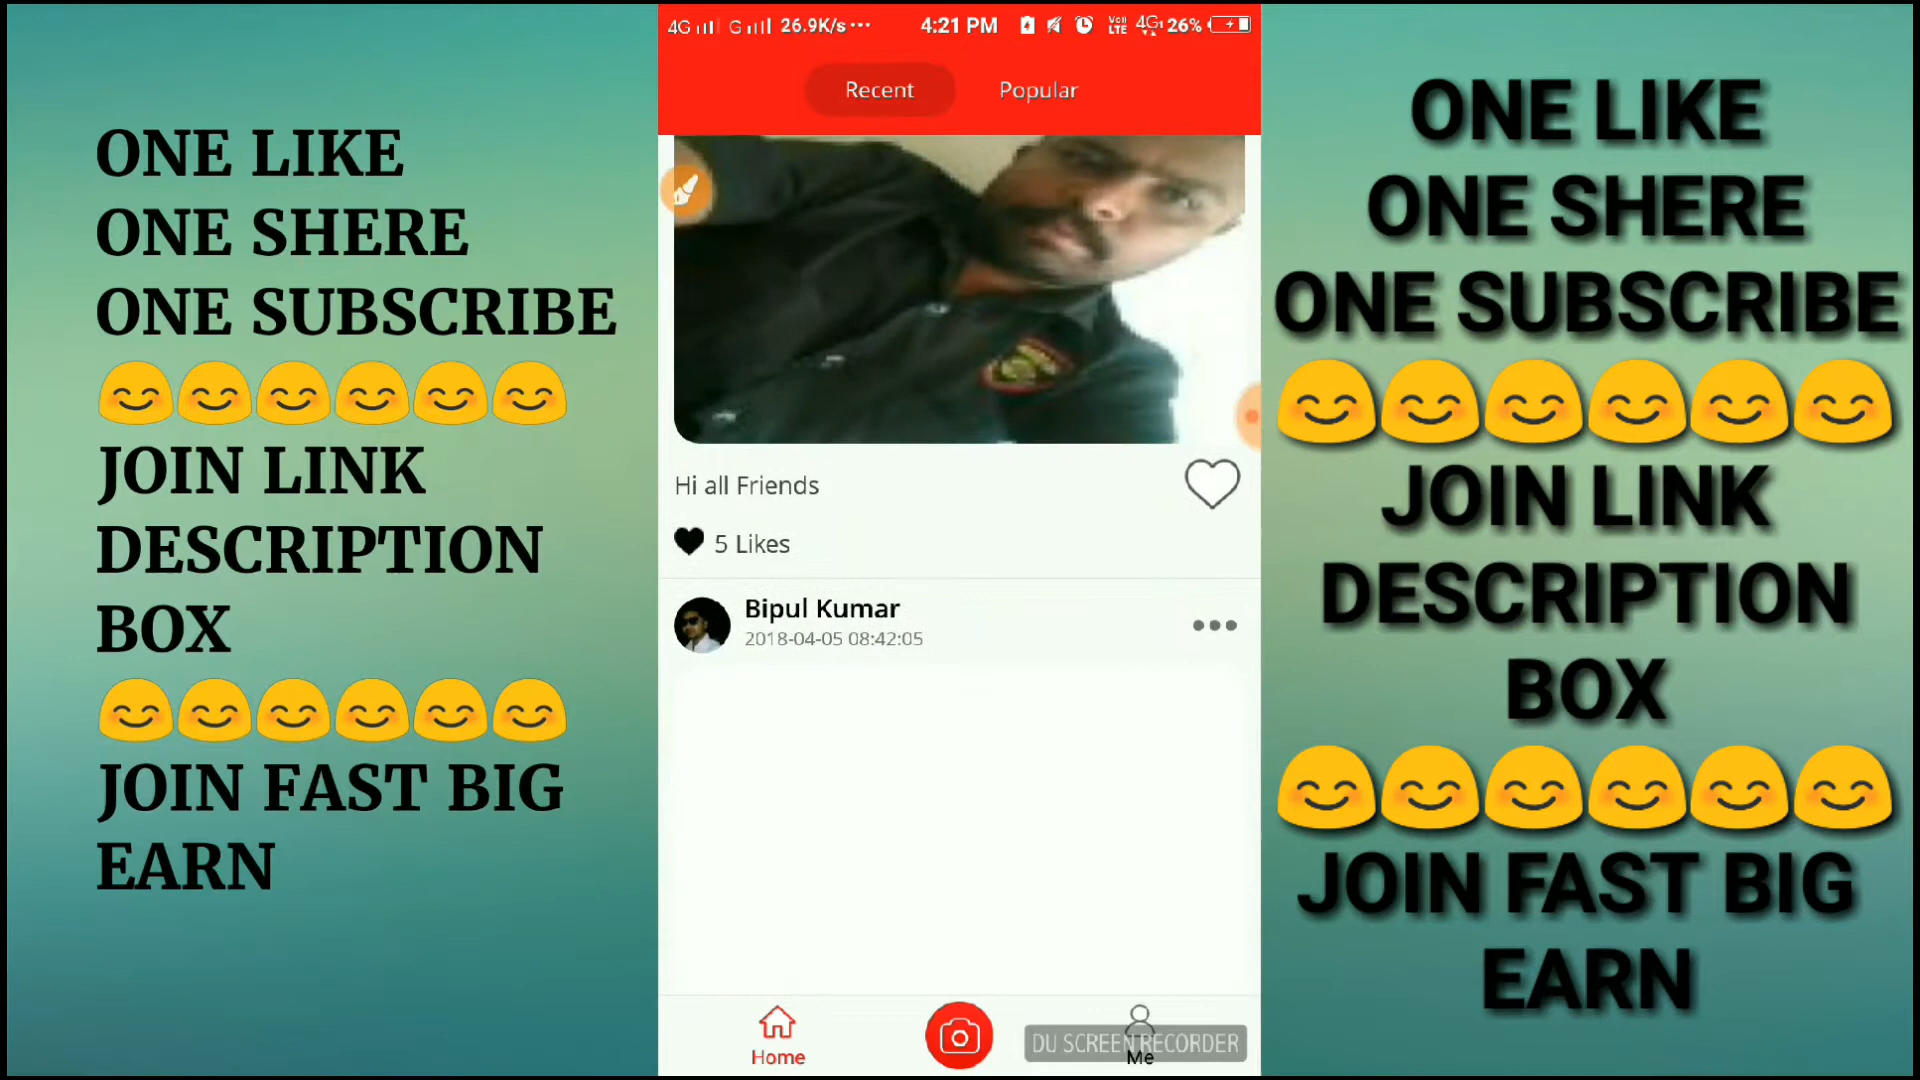 ONE LIKE
ONE SHERE
ONE SUBSCRIBE
😊😊😊😊😊😊
JOIN LINK
DESCRIPTION
BOX
😊😊😊😊😊😊
JOIN FAST BIG
EARN
4G G 26.9K/s ... 4:21 PM VoLTE 4G 26%
Recent Popular
Hi all Friends
5 Likes
Bipul Kumar
2018-04-05 08:42:05
Home
DU SCREEN RECORDER
Me
ONE LIKE
ONE SHERE
ONE SUBSCRIBE
😊😊😊😊😊😊
JOIN LINK
DESCRIPTION
BOX
😊😊😊😊😊😊
JOIN FAST BIG
EARN